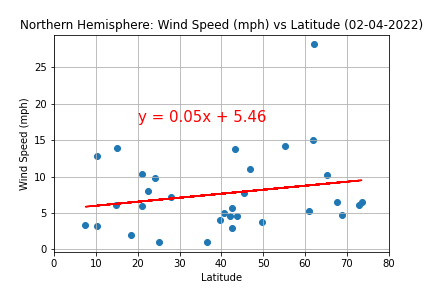 Northern Hemisphere: Wind Speed (mph) vs Latitude (02-04-2022)
Wind Speed (mph)
25
20
15
10
5
0
y = 0.05x + 5.46
0 10 20 30 40 50 60 70 80
Latitude